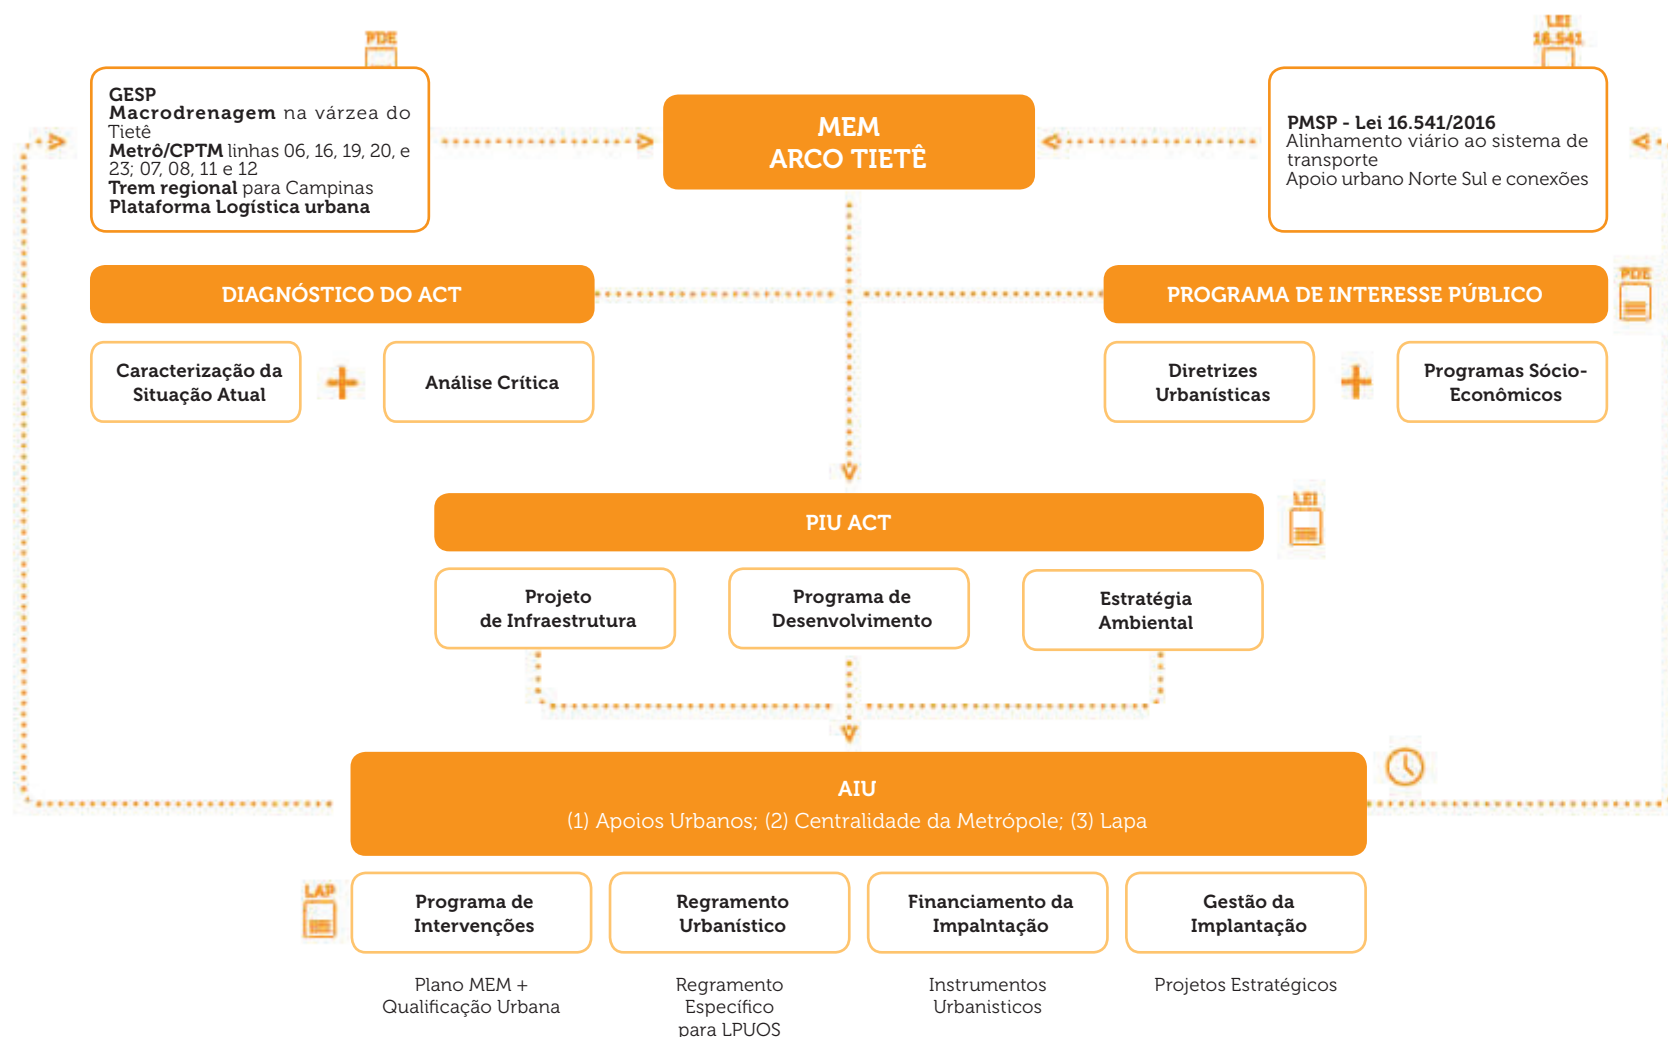 PDE
GESP
Macrodrenagem na várzea do
Tietê
Metrô/CPTM linhas 06, 16, 19, 20, e
23; 07, 08, 11 e 12
Trem regional para Campinas
Plataforma Logística urbana
MEM
ARCO TIETÊ
LEI
16.541
PMSP - Lei 16.541/2016
Alinhamento viário ao sistema de
transporte
Apoio urbano Norte Sul e conexões
DIAGNÓSTICO DO ACT
Caracterização da
Situação Atual
+
Análise Crítica
PROGRAMA DE INTERESSE PÚBLICO
PDE
Diretrizes
Urbanísticas
+
Programas Sócio-
Econômicos
PIU ACT
LEI
Projeto
de Infraestrutura
Programa de
Desenvolvimento
Estratégia
Ambiental
AIU
(1) Apoios Urbanos; (2) Centralidade da Metrópole; (3) Lapa
LAP
Programa de
Intervenções
Regramento
Urbanístico
Financiamento da
Impalntação
Gestão da
Implantação
Plano MEM +
Qualificação Urbana
Regramento
Específico
para LPUOS
Instrumentos
Urbanisticos
Projetos Estratégicos